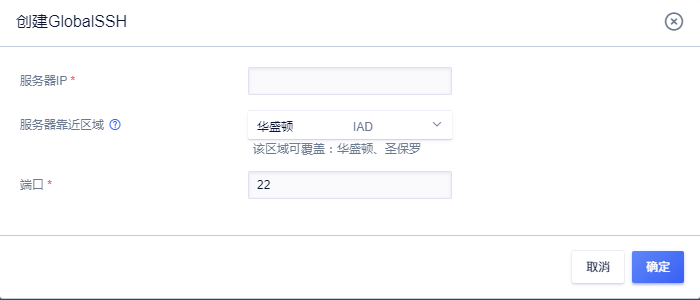 创建GlobalSSH
服务器IP *
服务器靠近区域
华盛顿 IAD
该区域可覆盖：华盛顿、圣保罗
端口 *
22
取消 确定